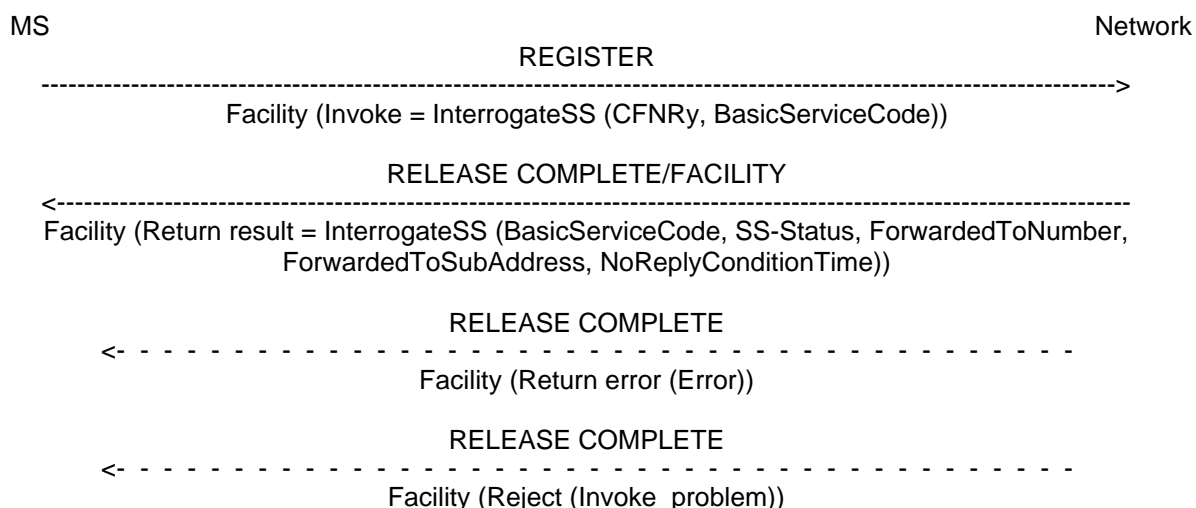 MS Network
REGISTER
Facility (Invoke = InterrogateSS (CFNRy, BasicServiceCode))
RELEASE COMPLETE/FACILITY
Facility (Return result = InterrogateSS (BasicServiceCode, SS-Status, ForwardedToNumber,
ForwardedToSubAddress, NoReplyConditionTime))
RELEASE COMPLETE
Facility (Return error (Error))
RELEASE COMPLETE
Facility (Reject (Invoke_problem))